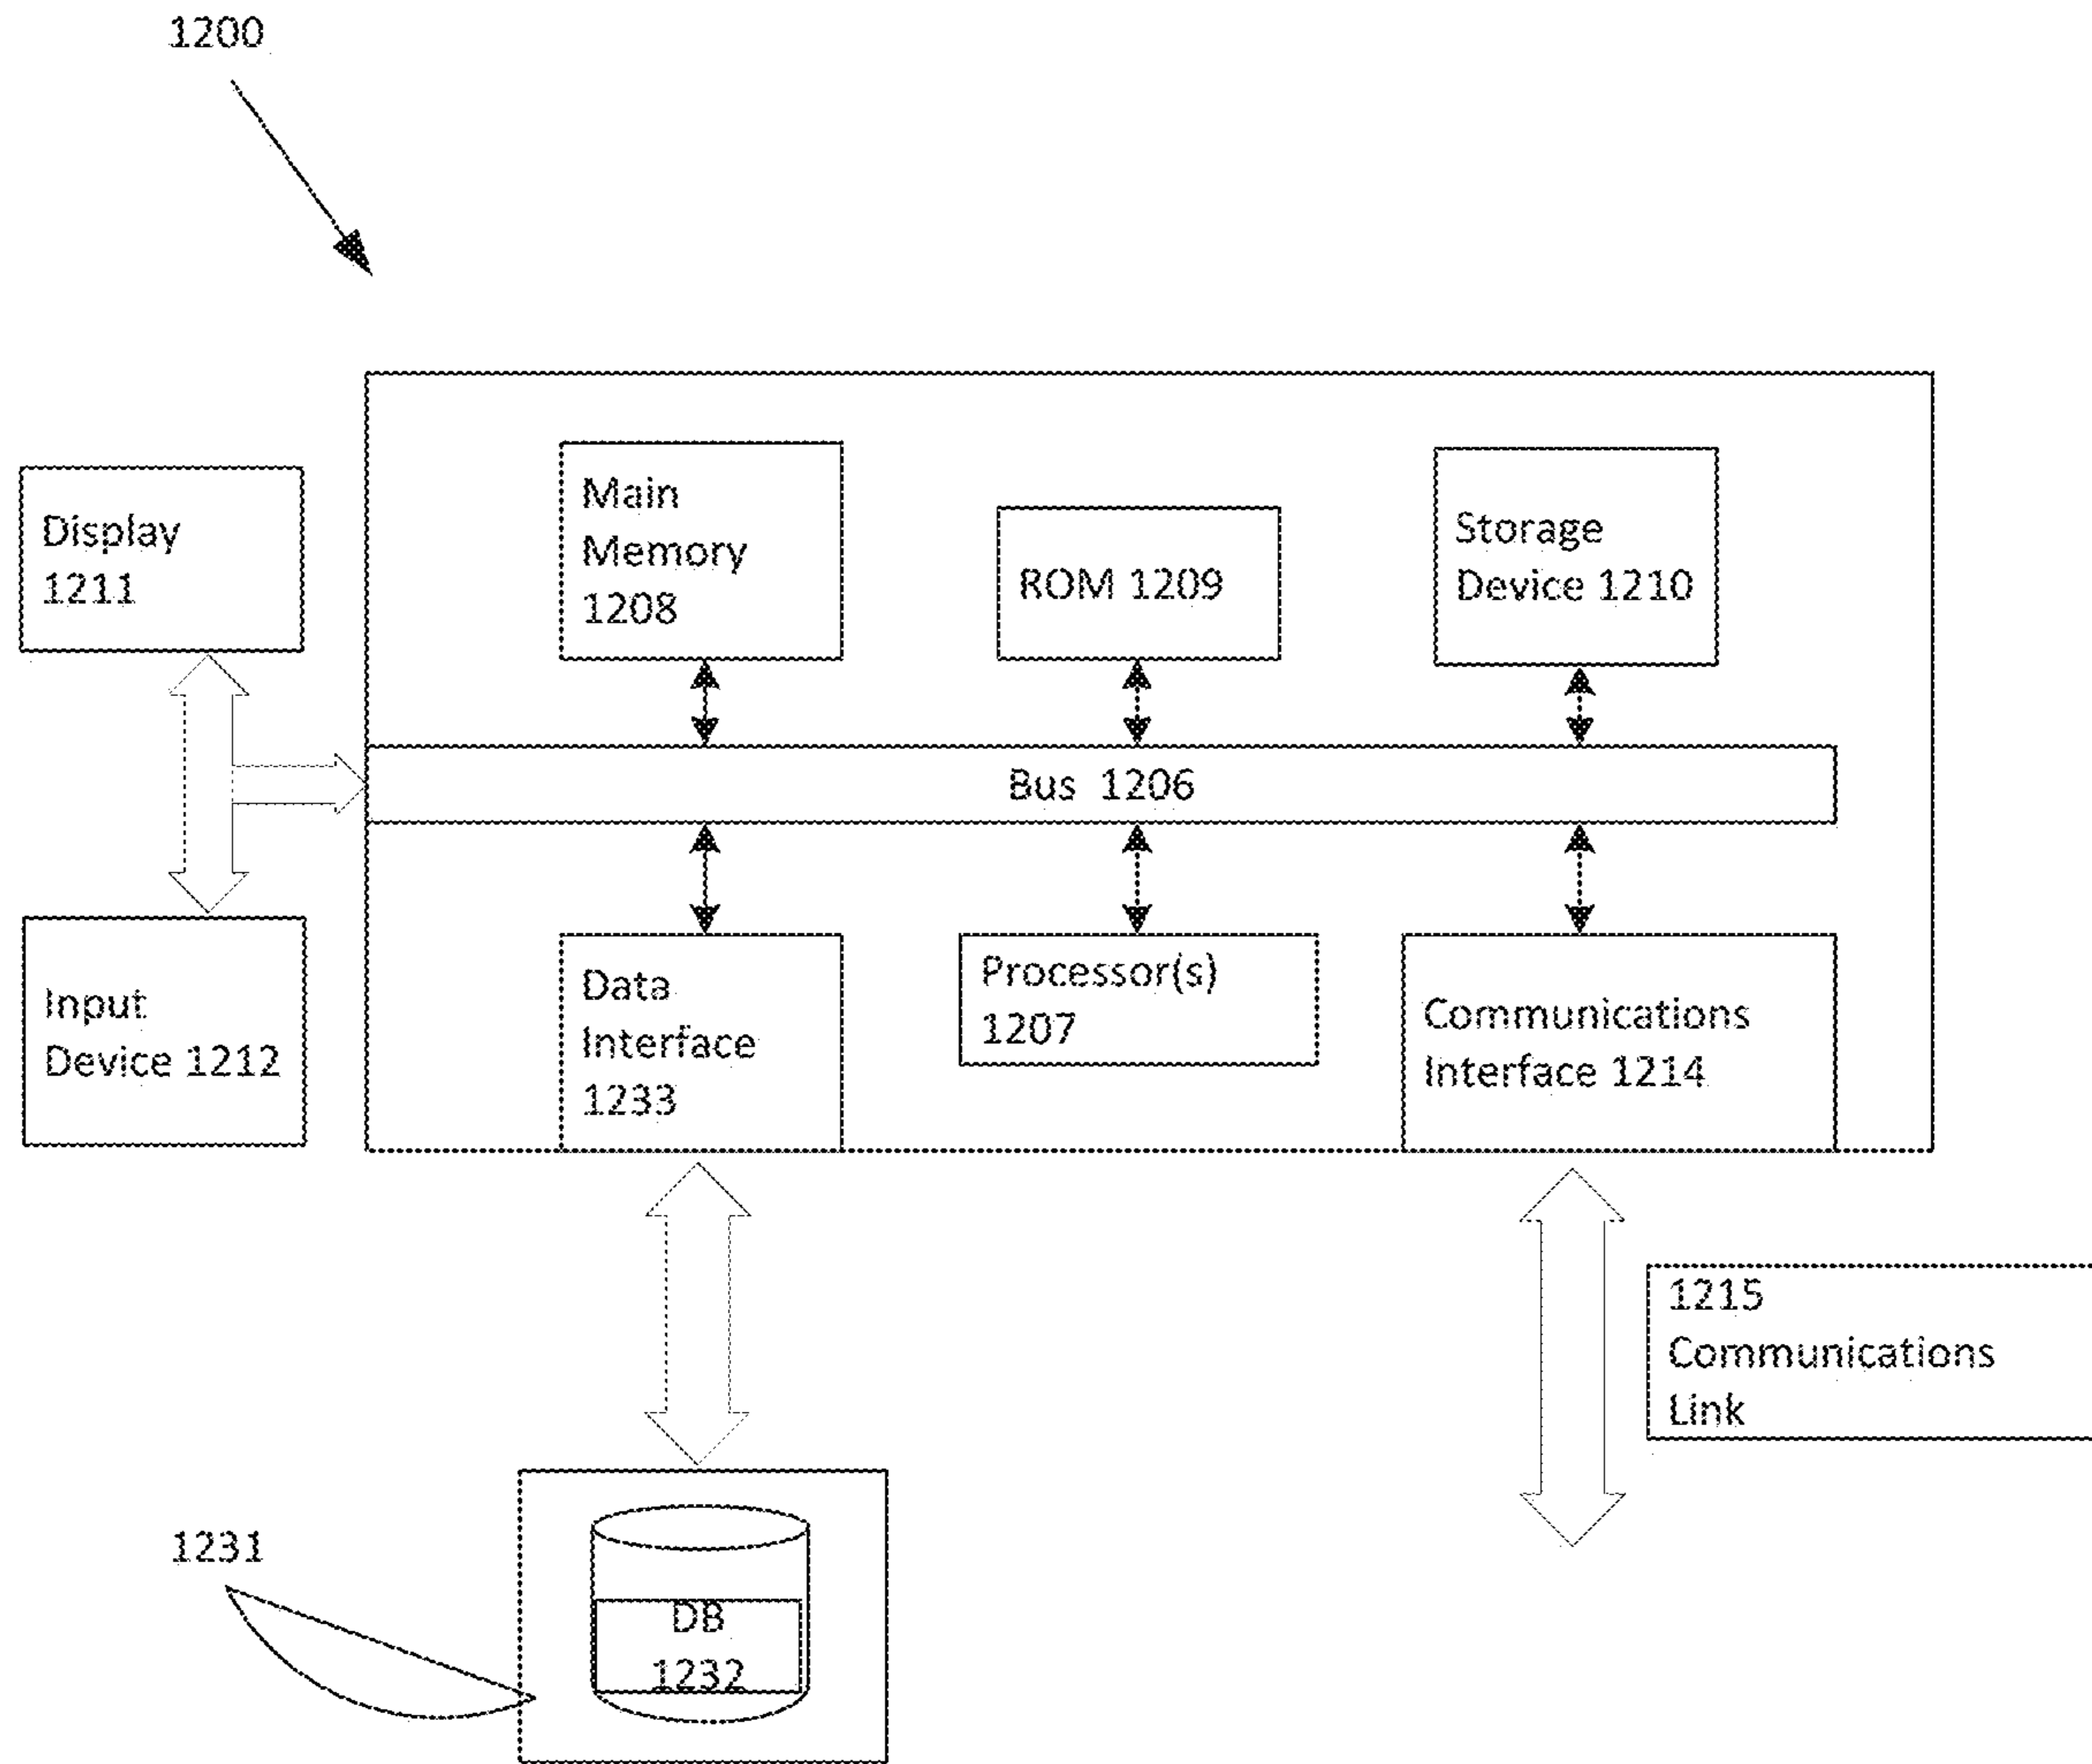 1200
Display
1211
Main
Memory
1208
ROM 1209
Storage
Device 1210
Bus 1206
Input
Device 1212
Data
Interface
1233
Processor(s)
1207
Communications
Interface 1214
1215
Communications
Link
1231
DB
1232